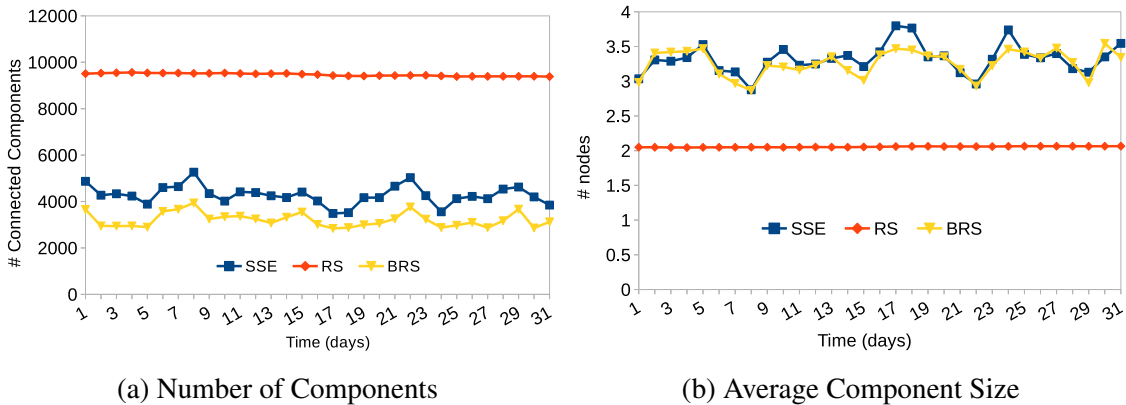 12000
10000
8000
6000
4000
2000
0
# Connected Components
SSE RS BRS
1 3 5 7 9 11 13 15 17 19 21 23 25 27 29 31
Time (days)
(a) Number of Components
4
3.5
3
2.5
2
1.5
1
0.5
0
# nodes
SSE RS BRS
1 3 5 7 9 11 13 15 17 19 21 23 25 27 29 31
Time (days)
(b) Average Component Size